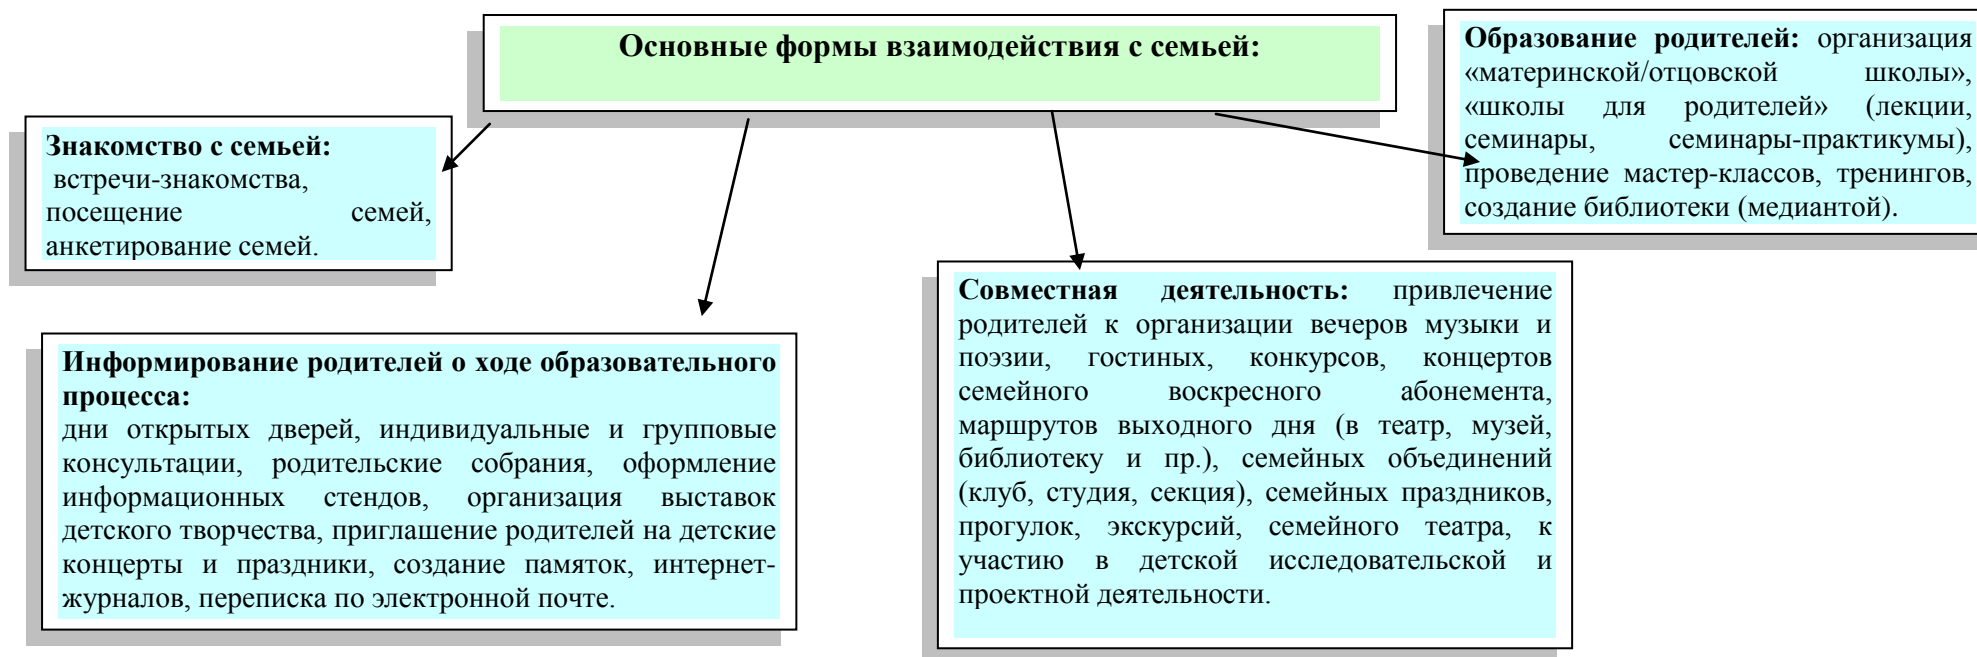 Основные формы взаимодействия с семьей:
Знакомство с семьей:
встречи-знакомства,
посещение семей,
анкетирование семей.
Информирование родителей о ходе образовательного
процесса:
дни открытых дверей, индивидуальные и групповые
консультации, родительские собрания, оформление
информационных стендов, организация выставок
детского творчества, приглашение родителей на детские
концерты и праздники, создание памяток, интернет-
журналов, переписка по электронной почте.
Совместная деятельность: привлечение
родителей к организации вечеров музыки и
поэзии, гостиных, конкурсов, концертов
семейного воскресного абонемента,
маршрутов выходного дня (в театр, музей,
библиотеку и пр.), семейных объединений
(клуб, студия, секция), семейных праздников,
прогулок, экскурсий, семейного театра, к
участию в детской исследовательской и
проектной деятельности.
Образование родителей: организация
«материнской/отцовской школы»,
«школы для родителей» (лекции,
семинары, семинары-практикумы),
проведение мастер-классов, тренингов,
создание библиотеки (медиантой).